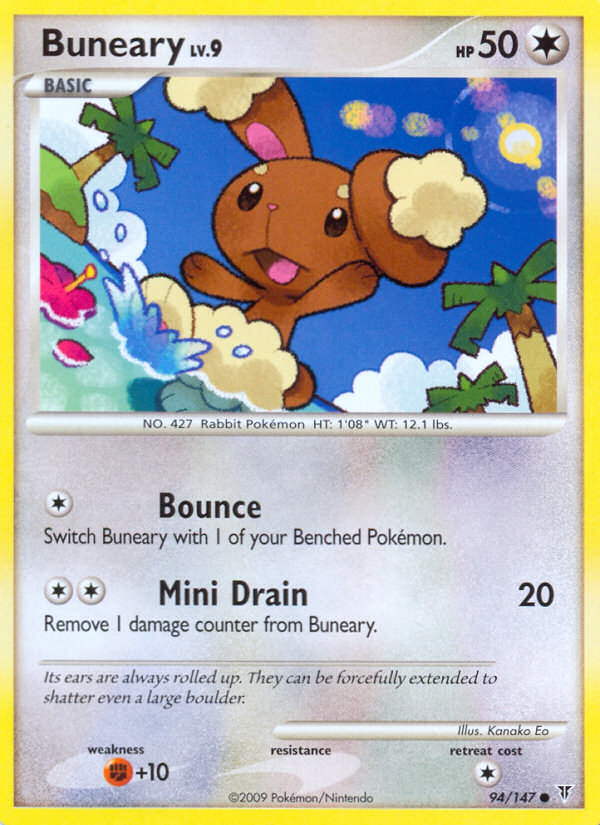 Buneary LV.9 HP 50
BASIC
NO. 427 Rabbit Pokémon HT: 1'08" WT: 12.1 lbs.
Bounce
Switch Buneary with 1 of your Benched Pokémon.
Mini Drain 20
Remove 1 damage counter from Buneary.
Its ears are always rolled up. They can be forcefully extended to
shatter even a large boulder.
Illus. Kanako Eo
weakness resistance retreat cost
+10
©2009 Pokémon/Nintendo 94/147